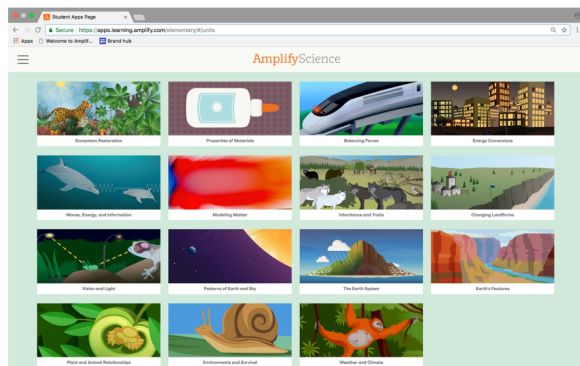 Student Apps Page
Secure https://apps.learning.amplify.com/elementary/#/units
Apps Welcome to Amplif... Brand hub
AmplifyScience
Ecosystem Restoration Properties of Materials Balancing Forces Energy Conversions
Waves, Energy, and Information Modeling Matter Inheritance and Traits Changing Landforms
Vision and Light Patterns of Earth and Sky The Earth System Earth's Features
Plant and Animal Relationships Environments and Survival Weather and Climate